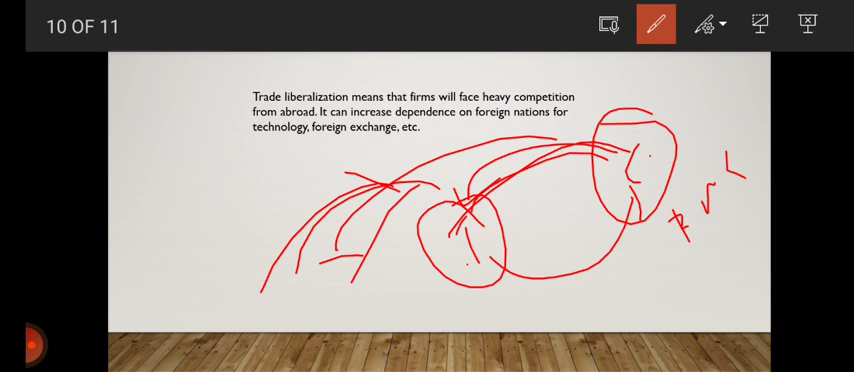 10 OF 11
Trade liberalization means that firms will face heavy competition
from abroad. It can increase dependence on foreign nations for
technology, foreign exchange, etc.